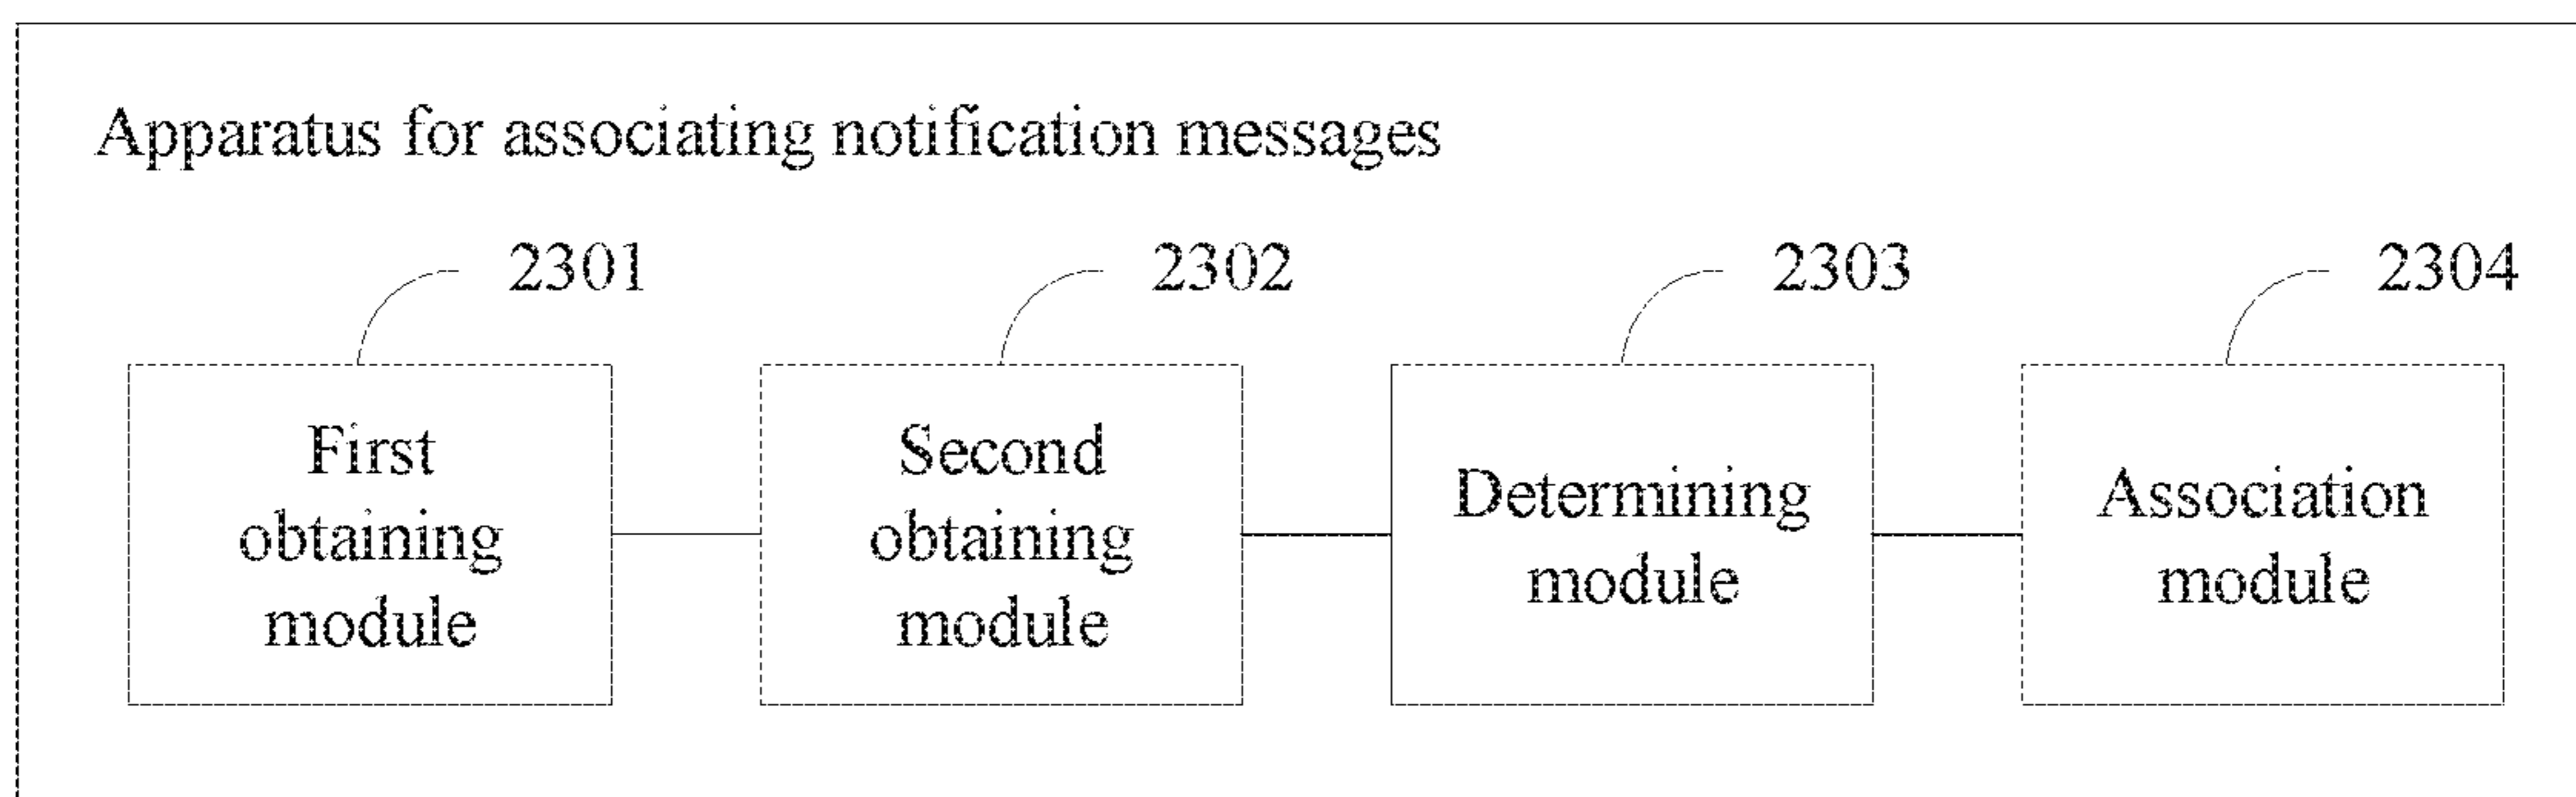 Apparatus for associating notification messages
2301
2302
2303
2304
First
obtaining
module
Second
obtaining
module
Determining
module
Association
module